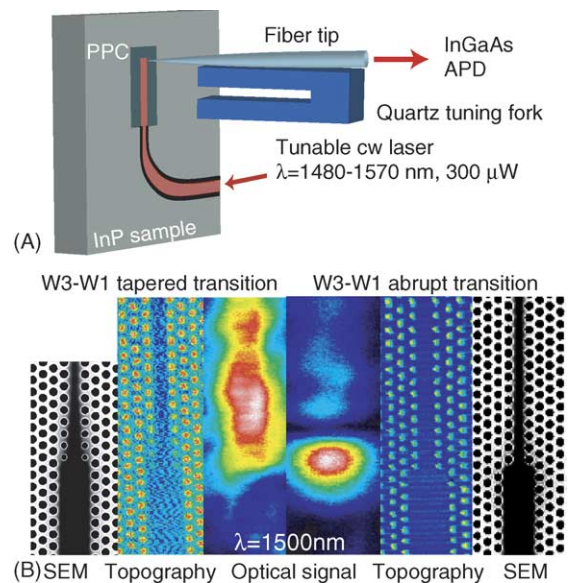 Fiber tip
PPC
InGaAs
APD
Quartz tuning fork
Tunable cw laser
λ=1480-1570 nm, 300 μW
InP sample
(A)
W3-W1 tapered transition
W3-W1 abrupt transition
λ=1500nm
(B) SEM Topography Optical signal Topography SEM